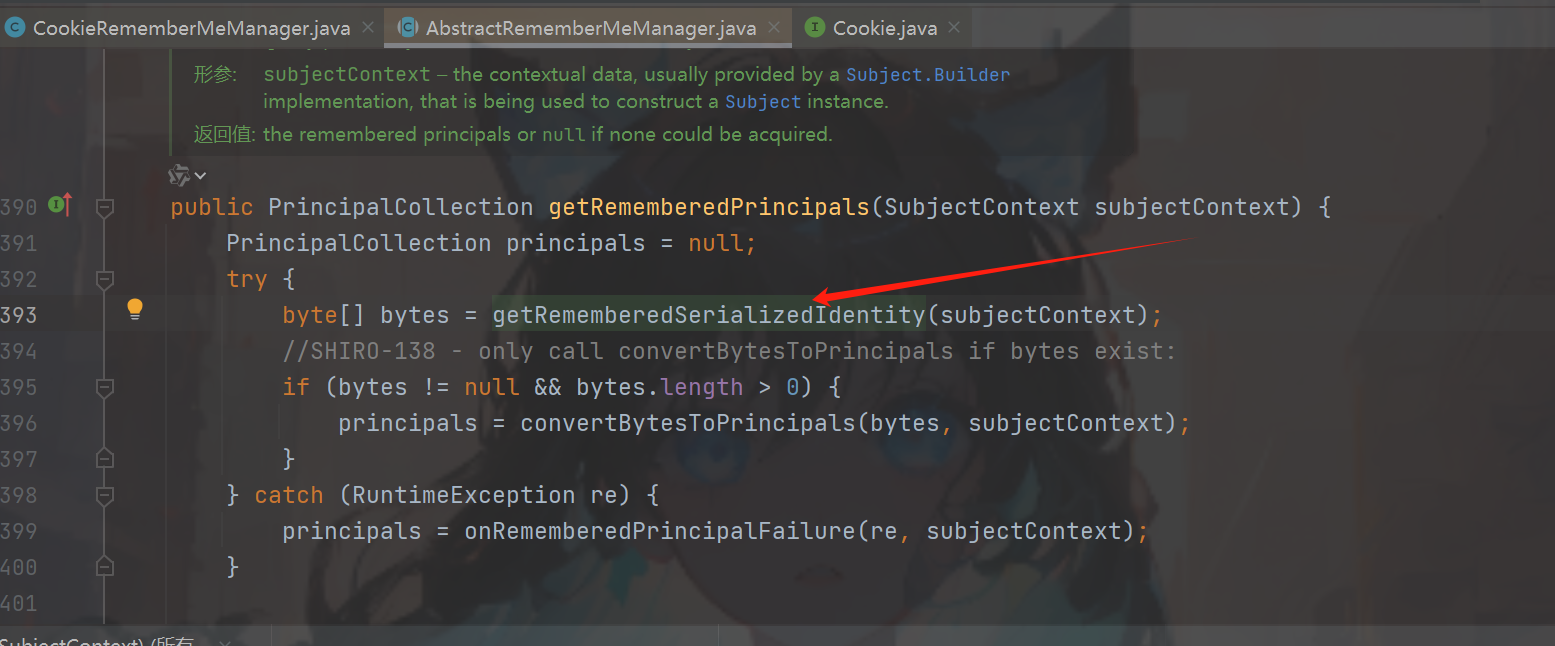 CookieRememberMeManager.java AbstractRememberMeManager.java Cookie.java
形参: subjectContext – the contextual data, usually provided by a Subject.Builder
implementation, that is being used to construct a Subject instance.
返回值: the remembered principals or null if none could be acquired.
390 public PrincipalCollection getRememberedPrincipals(SubjectContext subjectContext) {
391 PrincipalCollection principals = null;
392 try {
393 byte[] bytes = getRememberedSerializedIdentity(subjectContext);
394 //SHIRO-138 - only call convertBytesToPrincipals if bytes exist:
395 if (bytes != null && bytes.length > 0) {
396 principals = convertBytesToPrincipals(bytes, subjectContext);
397 }
398 } catch (RuntimeException re) {
399 principals = onRememberedPrincipalFailure(re, subjectContext);
400 }
401
SubjectContext) (所有